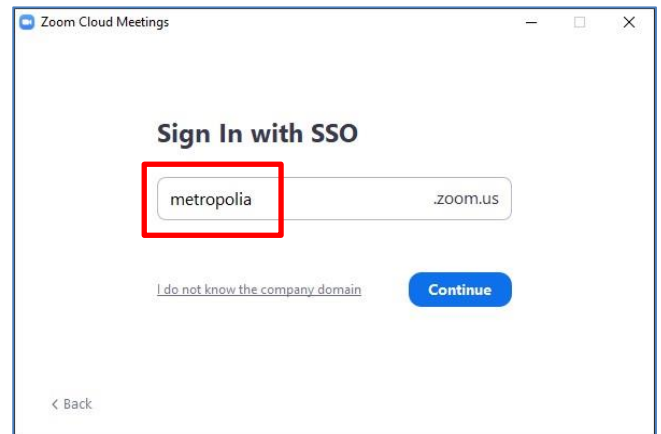 Zoom Cloud Meetings
Sign In with SSO
metropolia .zoom.us
I do not know the company domain Continue
< Back